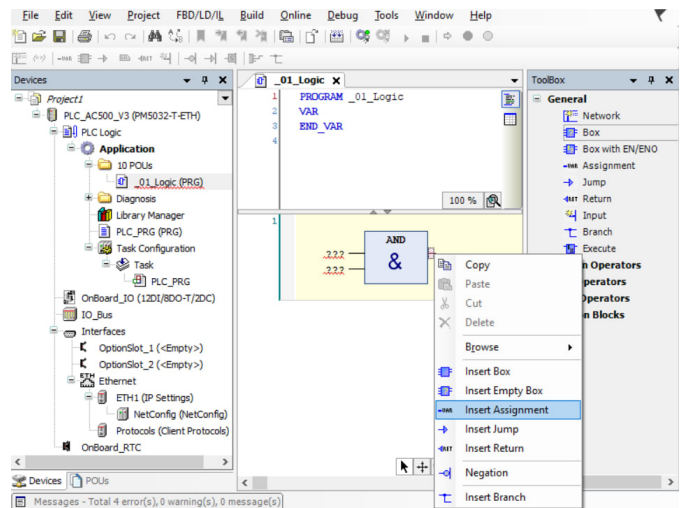 File Edit View Project FBD/LD/IL Build Online Debug Tools Window Help
Devices
Project1
PLC_AC500_V3 (PM5032-T-ETH)
PLC Logic
Application
10 POUs
_01_Logic (PRG)
Diagnosis
Library Manager
PLC_PRG (PRG)
Task Configuration
Task
PLC_PRG
OnBoard_IO (12DI/8DO-T/2DC)
IO_Bus
Interfaces
OptionSlot_1 (<Empty>)
OptionSlot_2 (<Empty>)
Ethernet
ETH1 (IP Settings)
NetConfig (NetConfig)
Protocols (Client Protocols)
OnBoard_RTC
Devices POUs
Messages - Total 4 error(s), 0 warning(s), 0 message(s)
_01_Logic X
1 PROGRAM _01_Logic
2 VAR
3 END_VAR
4
100 %
1
AND
&
???
???
Copy
Paste
Cut
Delete
Browse
Insert Box
Insert Empty Box
Insert Assignment
Insert Jump
Insert Return
Negation
Insert Branch
ToolBox
General
Network
Box
Box with EN/ENO
Assignment
Jump
Return
Input
Branch
Execute
n Operators
perators
Operators
n Blocks